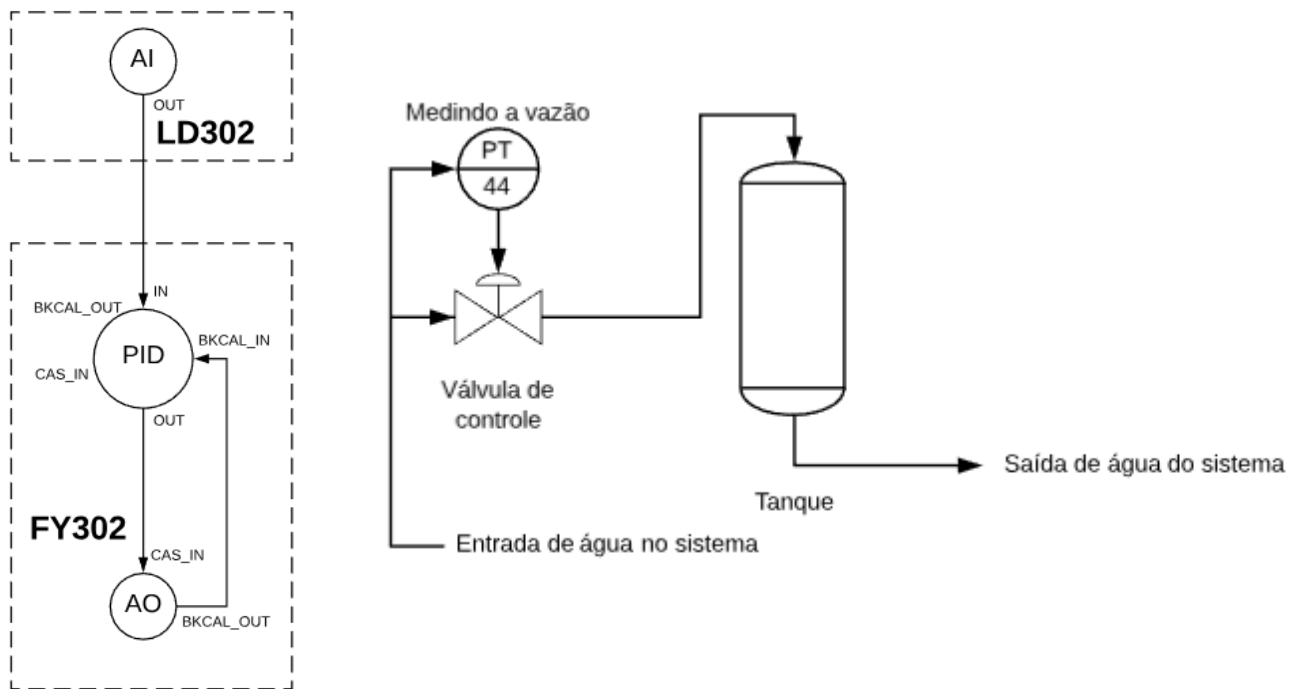 AI
OUT
LD302
IN
BKCAL_OUT
BKCAL_IN
PID
CAS_IN
OUT
FY302
CAS_IN
AO
BKCAL_OUT
Medindo a vazão
PT
44
Válvula de
controle
Tanque
Saída de água do sistema
Entrada de água no sistema